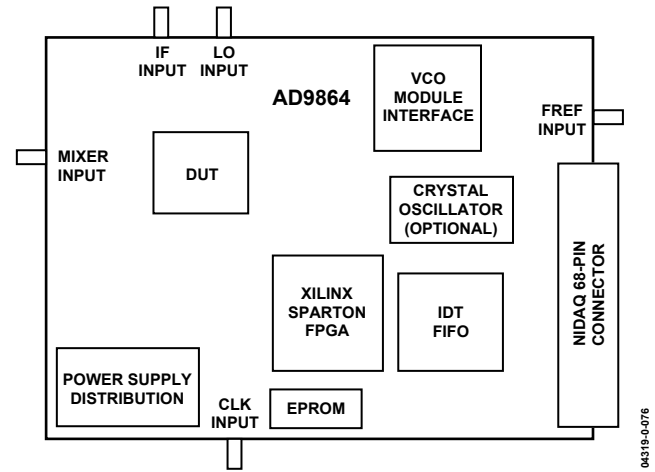 IF
INPUT
LO
INPUT
AD9864
VCO
MODULE
INTERFACE
FREF
INPUT
MIXER
INPUT
DUT
CRYSTAL
OSCILLATOR
(OPTIONAL)
NIDAQ 68-PIN
CONNECTOR
XILINX
SPARTON
FPGA
IDT
FIFO
POWER SUPPLY
DISTRIBUTION
CLK
INPUT
EPROM
04319-0-076